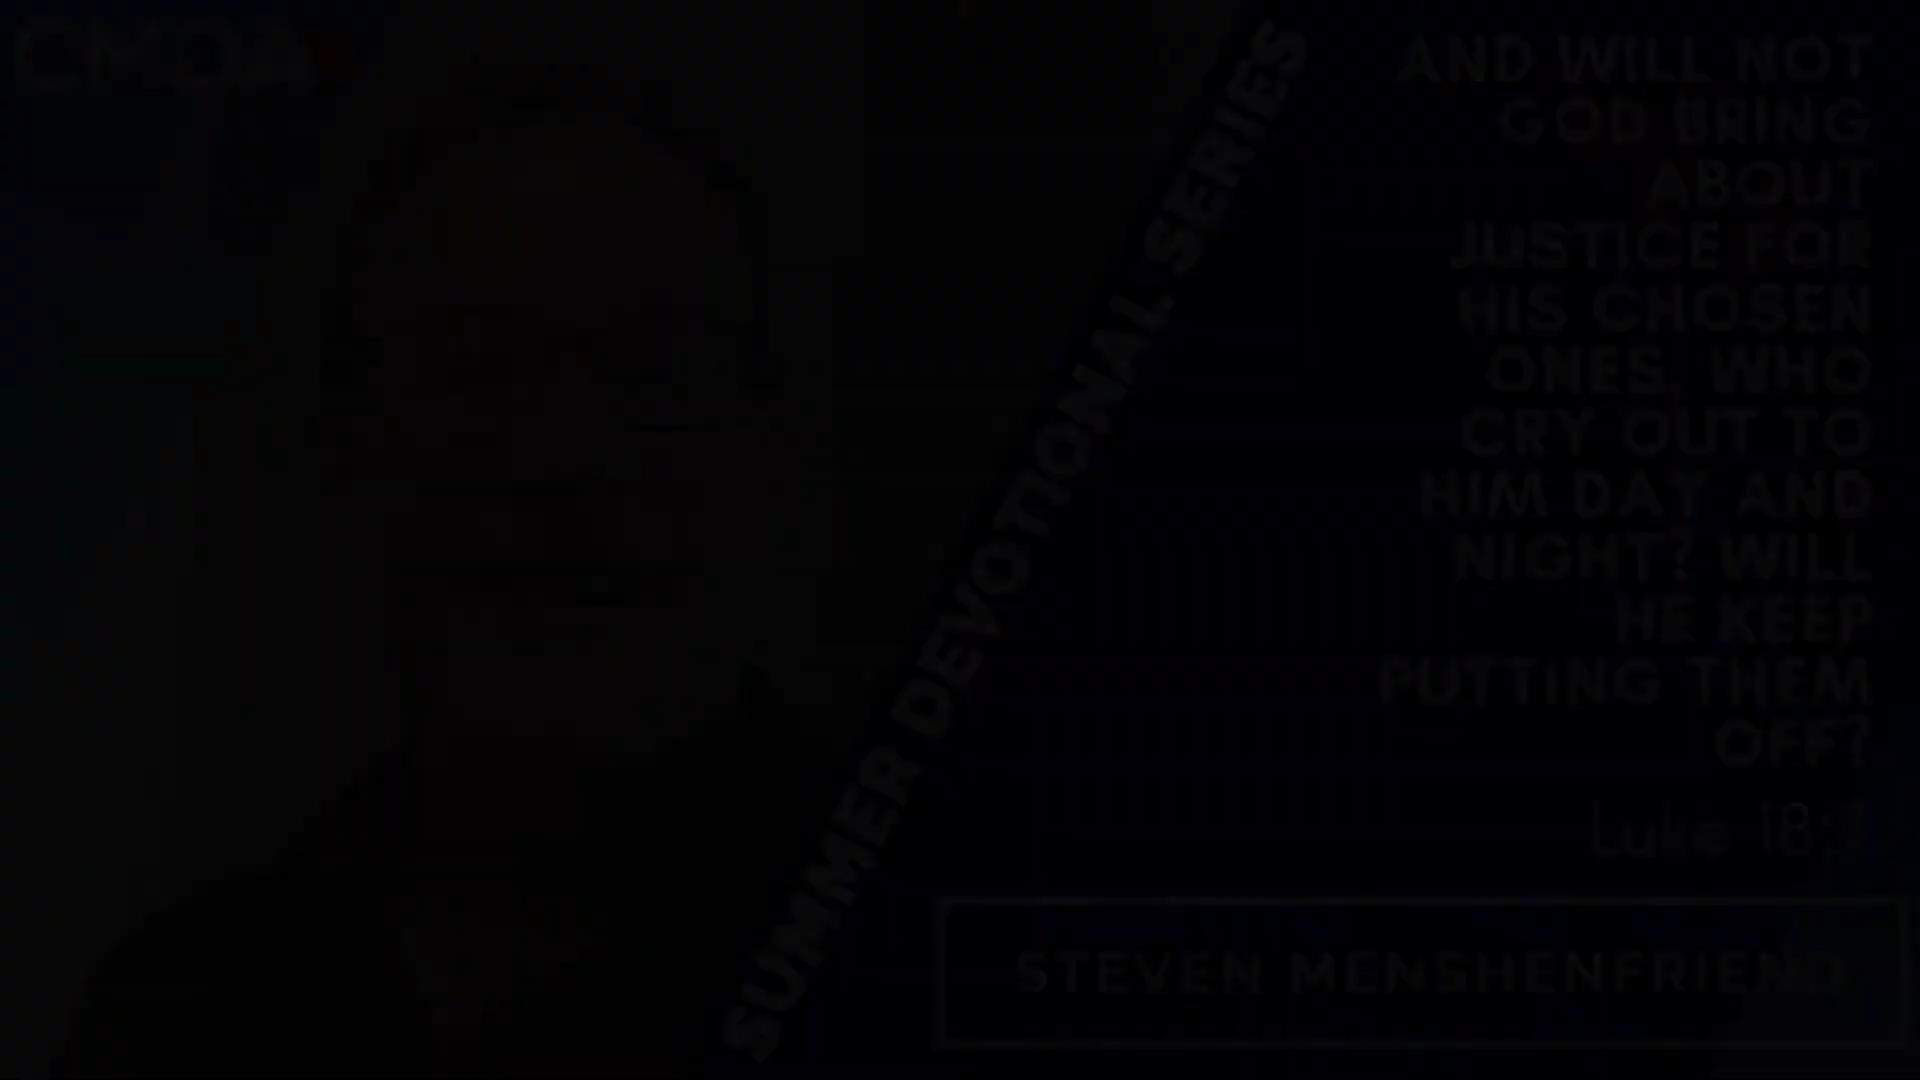 CMDA
SUMMER DEVOTIONAL SERIES
AND WILL NOT
GOD BRING
ABOUT
JUSTICE FOR
HIS CHOSEN
ONES, WHO
CRY OUT TO
HIM DAY AND
NIGHT? WILL
HE KEEP
PUTTING THEM
OFF?
Luke 18:7
STEVEN MENSHENFRIEND